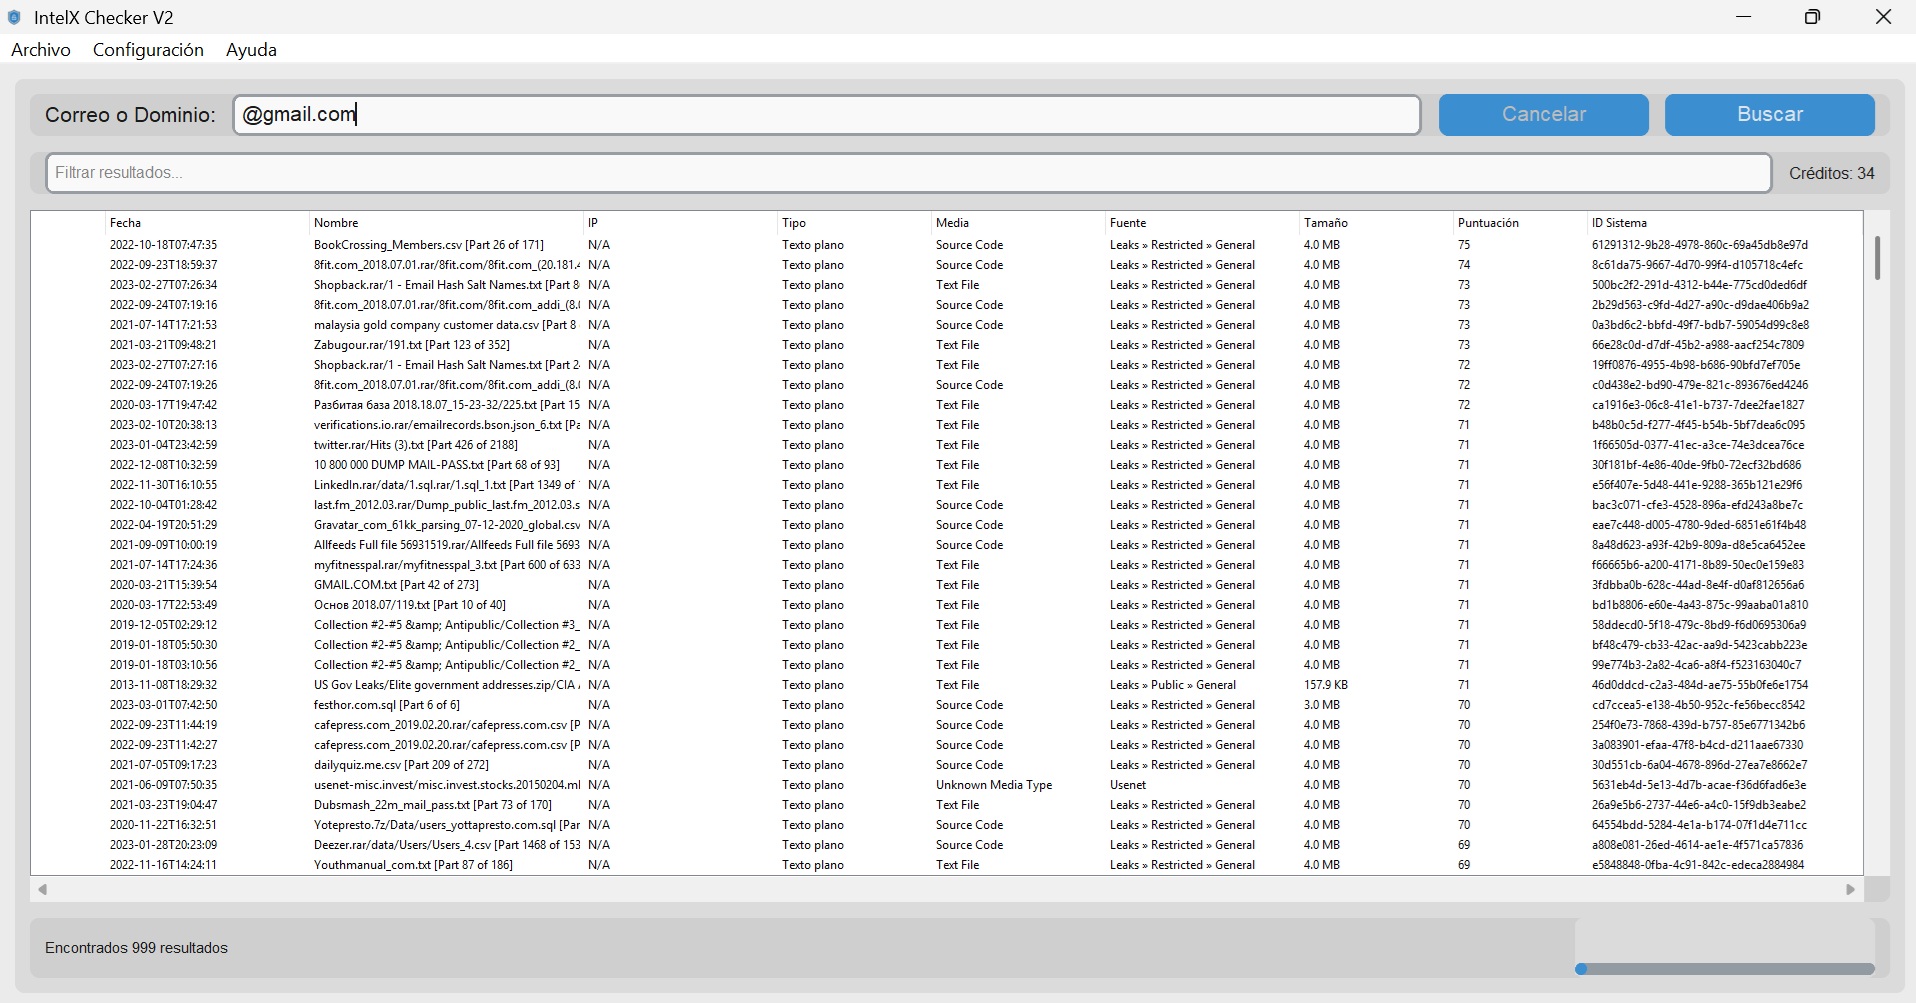 IntelX Checker V2
Archivo Configuración Ayuda
Correo o Dominio: @gmail.com Cancelar Buscar
Filtrar resultados... Créditos: 34
Fecha Nombre IP Tipo Media Fuente Tamaño Puntuación ID Sistema
2022-10-18T07:47:35 BookCrossing_Members.csv [Part 26 of 171] N/A Texto plano Source Code Leaks » Restricted » General 4.0 MB 75 61291312-9b28-4978-860c-69a45db8e97d
2022-09-23T18:59:37 8fit.com_2018.07.01.rar/8fit.com/8fit.com_(20.181.4 N/A Texto plano Source Code Leaks » Restricted » General 4.0 MB 74 8c61da75-9667-4d70-99f4-d105718c4efc
2023-02-27T07:26:34 Shopback.rar/1 - Email Hash Salt Names.txt [Part 8 N/A Texto plano Text File Leaks » Restricted » General 4.0 MB 73 500bc2f2-291d-4312-b44e-775cd0ded6df
2022-09-24T07:19:16 8fit.com_2018.07.01.rar/8fit.com/8fit.com_addi_(8.( N/A Texto plano Source Code Leaks » Restricted » General 4.0 MB 73 2b29d563-c9fd-4d27-a90c-d9dae406b9a2
2021-07-14T17:21:53 malaysia gold company customer data.csv [Part 8 N/A Texto plano Source Code Leaks » Restricted » General 4.0 MB 73 0a3bd6c2-bbfd-49f7-bdb7-59054d99c8e8
2021-03-21T09:48:21 Zabugour.rar/191.txt [Part 123 of 352] N/A Texto plano Text File Leaks » Restricted » General 4.0 MB 73 66e28c0d-d7df-45b2-a988-aacf254c7809
2023-02-27T07:27:16 Shopback.rar/1 - Email Hash Salt Names.txt [Part 2 N/A Texto plano Text File Leaks » Restricted » General 4.0 MB 72 19ff0876-4955-4b98-b686-90bfd7ef705e
2022-09-24T07:19:26 8fit.com_2018.07.01.rar/8fit.com/8fit.com_addi_(8.( N/A Texto plano Source Code Leaks » Restricted » General 4.0 MB 72 c0d438e2-bd90-479e-821c-893676ed4246
2020-03-17T19:47:42 Разбитая база 2018.18.07_15-23-32/225.txt [Part 15 N/A Texto plano Text File Leaks » Restricted » General 4.0 MB 72 ca1916e3-06c8-41e1-b737-7dee2fae1827
2023-02-10T20:38:13 verifications.io.rar/emailrecords.bson.json_6.txt [Pa N/A Texto plano Text File Leaks » Restricted » General 4.0 MB 71 b48b0c5d-f277-4f45-b54b-5bf7dea6c095
2023-01-04T23:42:59 twitter.rar/Hits (3).txt [Part 426 of 2188] N/A Texto plano Text File Leaks » Restricted » General 4.0 MB 71 1f66505d-0377-41ec-a3ce-74e3dcea76ce
2022-12-08T10:32:59 10 800 000 DUMP MAIL-PASS.txt [Part 68 of 93] N/A Texto plano Text File Leaks » Restricted » General 4.0 MB 71 30f181bf-4e86-40de-9fb0-72ecf32bd686
2022-11-30T16:10:55 LinkedIn.rar/data/1.sql.rar/1.sql_1.txt [Part 1349 of N/A Texto plano Text File Leaks » Restricted » General 4.0 MB 71 e56f407e-5d48-441e-9288-365b121e29f6
2022-10-04T01:28:42 last.fm_2012.03.rar/Dump_public_last.fm_2012.03.s N/A Texto plano Source Code Leaks » Restricted » General 4.0 MB 71 bac3c071-cfe3-4528-896a-efd243a8be7c
2022-04-19T20:51:29 Gravatar_com_61kk_parsing_07-12-2020_global.csv N/A Texto plano Source Code Leaks » Restricted » General 4.0 MB 71 eae7c448-d005-4780-9ded-6851e61f4b48
2021-09-09T10:00:19 Allfeeds Full file 56931519.rar/Allfeeds Full file 5693 N/A Texto plano Source Code Leaks » Restricted » General 4.0 MB 71 8a48d623-a93f-42b9-809a-d8e5ca6452ee
2021-07-14T17:24:36 myfitnesspal.rar/myfitnesspal_3.txt [Part 600 of 633 N/A Texto plano Text File Leaks » Restricted » General 4.0 MB 71 f66665b6-a200-4171-8b89-50ec0e159e83
2020-03-21T15:39:54 GMAIL.COM.txt [Part 42 of 273] N/A Texto plano Text File Leaks » Restricted » General 4.0 MB 71 3fdbba0b-628c-44ad-8e4f-d0af812656a6
2020-03-17T22:53:49 Основ 2018.07/119.txt [Part 10 of 40] N/A Texto plano Text File Leaks » Restricted » General 4.0 MB 71 bd1b8806-e60e-4a43-875c-99aaba01a810
2019-12-05T02:29:12 Collection #2-#5 &amp; Antipublic/Collection #3_ N/A Texto plano Text File Leaks » Restricted » General 4.0 MB 71 58ddecd0-5f18-479c-8bd9-f6d0695306a9
2019-01-18T05:50:30 Collection #2-#5 &amp; Antipublic/Collection #2_ N/A Texto plano Text File Leaks » Restricted » General 4.0 MB 71 bf48c479-cb33-42ac-aa9d-5423cabb223e
2019-01-18T03:10:56 Collection #2-#5 &amp; Antipublic/Collection #2_ N/A Texto plano Text File Leaks » Restricted » General 4.0 MB 71 99e774b3-2a82-4ca6-a8f4-f523163040c7
2013-11-08T18:29:32 US Gov Leaks/Elite government addresses.zip/CIA N/A Texto plano Text File Leaks » Public » General 157.9 KB 71 46d0ddcd-c2a3-484d-ae75-55b0fe6e1754
2023-03-01T07:42:50 festhor.com.sql [Part 6 of 6] N/A Texto plano Source Code Leaks » Restricted » General 3.0 MB 70 cd7ccea5-e138-4b50-952c-fe56becc8542
2022-09-23T11:44:19 cafepress.com_2019.02.20.rar/cafepress.com.csv [P N/A Texto plano Source Code Leaks » Restricted » General 4.0 MB 70 254f0e73-7868-439d-b757-85e6771342b6
2022-09-23T11:42:27 cafepress.com_2019.02.20.rar/cafepress.com.csv [P N/A Texto plano Source Code Leaks » Restricted » General 4.0 MB 70 3a083901-efaa-47f8-b4cd-d211aae67330
2021-07-05T09:17:23 dailyquiz.me.csv [Part 209 of 272] N/A Texto plano Source Code Leaks » Restricted » General 4.0 MB 70 30d551cb-6a04-4678-896d-27ea7e8662e7
2021-06-09T07:50:35 usenet-misc.invest/misc.invest.stocks.20150204.ml N/A Texto plano Unknown Media Type Usenet 4.0 MB 70 5631eb4d-5e13-4d7b-acae-f36d6fad6e3e
2021-03-23T19:04:47 Dubsmash_22m_mail_pass.txt [Part 73 of 170] N/A Texto plano Text File Leaks » Restricted » General 4.0 MB 70 26a9e5b6-2737-44e6-a4c0-15f9db3eabe2
2020-11-22T16:32:51 Yotepresto.7z/Data/users_yottapresto.com.sql [Par N/A Texto plano Source Code Leaks » Restricted » General 4.0 MB 70 64554bdd-5284-4e1a-b174-07f1d4e711cc
2023-01-28T20:23:09 Deezer.rar/data/Users/Users_4.csv [Part 1468 of 153 N/A Texto plano Source Code Leaks » Restricted » General 4.0 MB 69 a808e081-26ed-4614-ae1e-4f571ca57836
2022-11-16T14:24:11 Youthmanual_com.txt [Part 87 of 186] N/A Texto plano Text File Leaks » Restricted » General 4.0 MB 69 e5848848-0fba-4c91-842c-edeca2884984
Encontrados 999 resultados